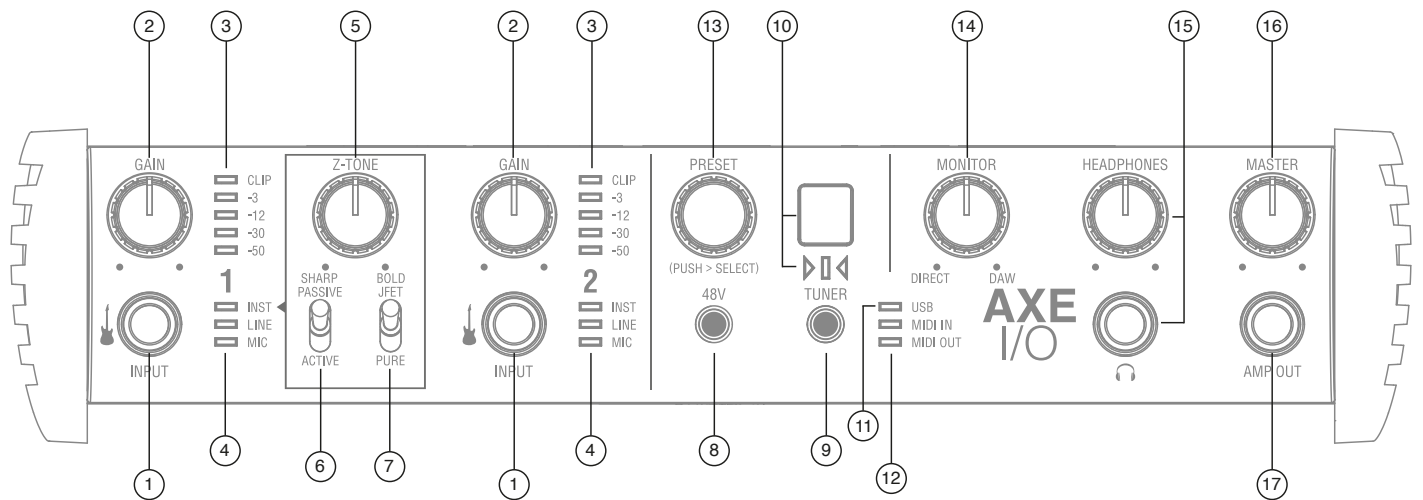 2 3 5 2 3 13 10 14 15 16
GAIN Z-TONE GAIN PRESET MONITOR HEADPHONES MASTER
CLIP
-3
-12
-30
-50
1
INST
LINE
MIC
INPUT
SHARP BOLD
PASSIVE JFET
ACTIVE PURE
CLIP
-3
-12
-30
-50
2
INST
LINE
MIC
INPUT
(PUSH > SELECT)
48V TUNER
DIRECT DAW
USB
MIDI IN
MIDI OUT
AXE
I/O
AMP OUT
1 4 6 7 1 4 8 9 11 12 17